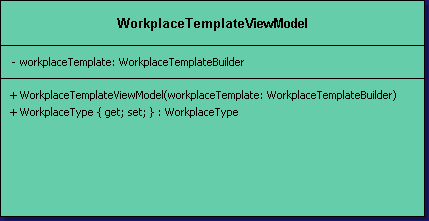 WorkplaceTemplateViewModel
- workplaceTemplate: WorkplaceTemplateBuilder
+ WorkplaceTemplateViewModel(workplaceTemplate: WorkplaceTemplateBuilder)
+ WorkplaceType { get; set; } : WorkplaceType